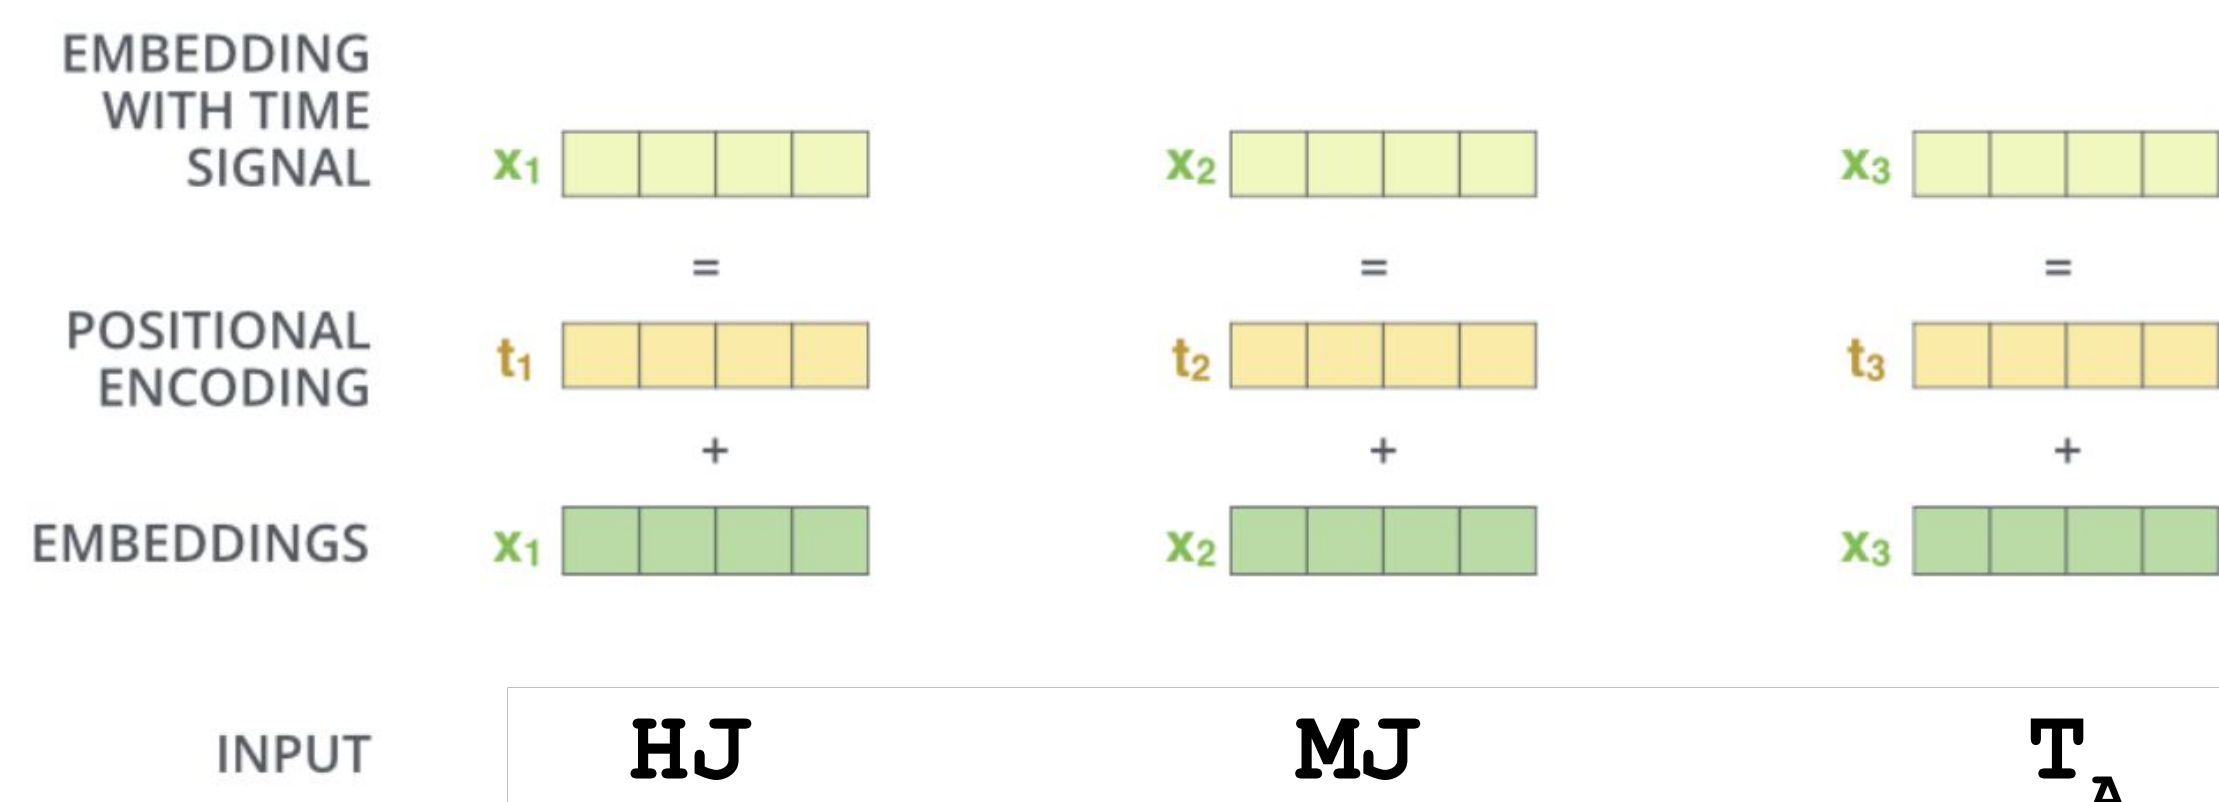 EMBEDDING
WITH TIME
SIGNAL
x1 x2 x3
= = =
POSITIONAL
ENCODING
t1 t2 t3
+ + +
EMBEDDINGS
x1 x2 x3
INPUT
HJ MJ TA